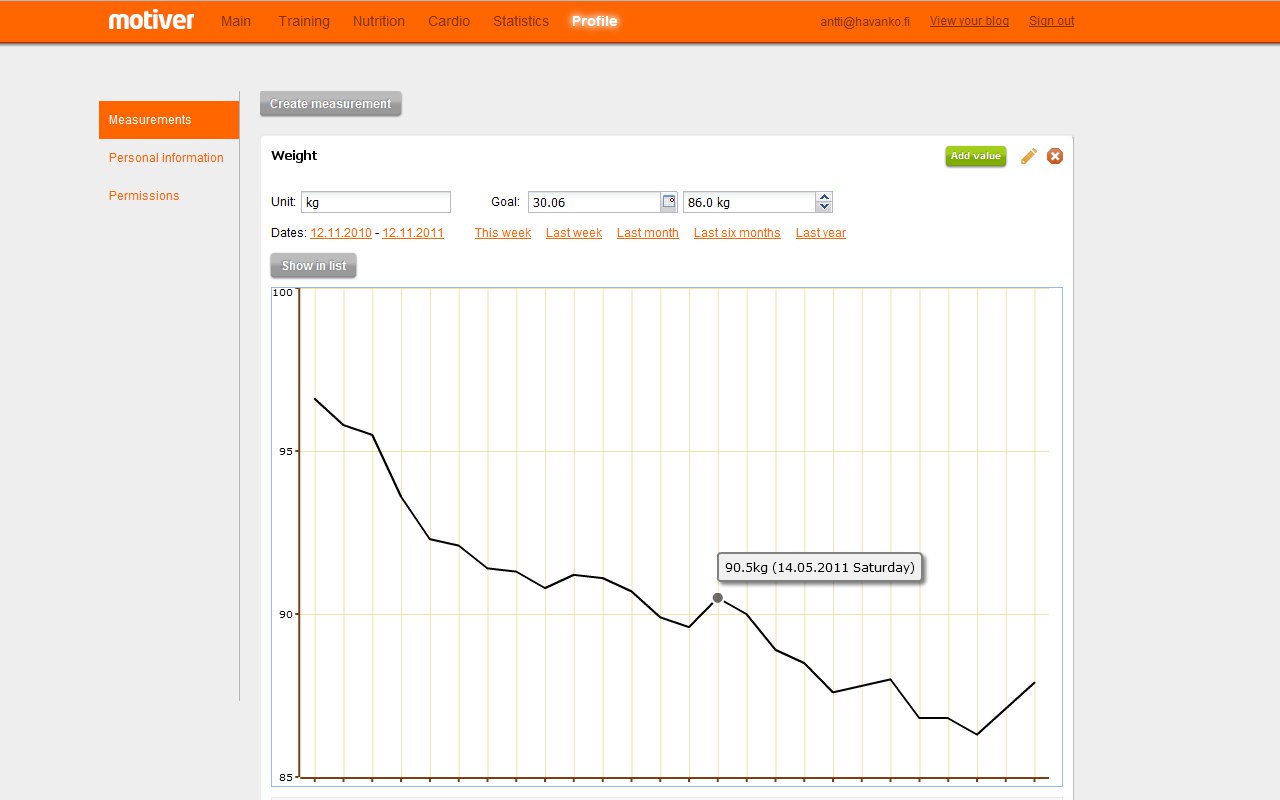 motiver Main Training Nutrition Cardio Statistics Profile antti@havanko.fi View your blog Sign out
Measurements
Personal information
Permissions
Create measurement
Weight Add value
Unit: kg Goal: 30.06 86.0 kg
Dates: 12.11.2010 - 12.11.2011 This week Last week Last month Last six months Last year
Show in list
100
95
90.5kg (14.05.2011 Saturday)
90
85